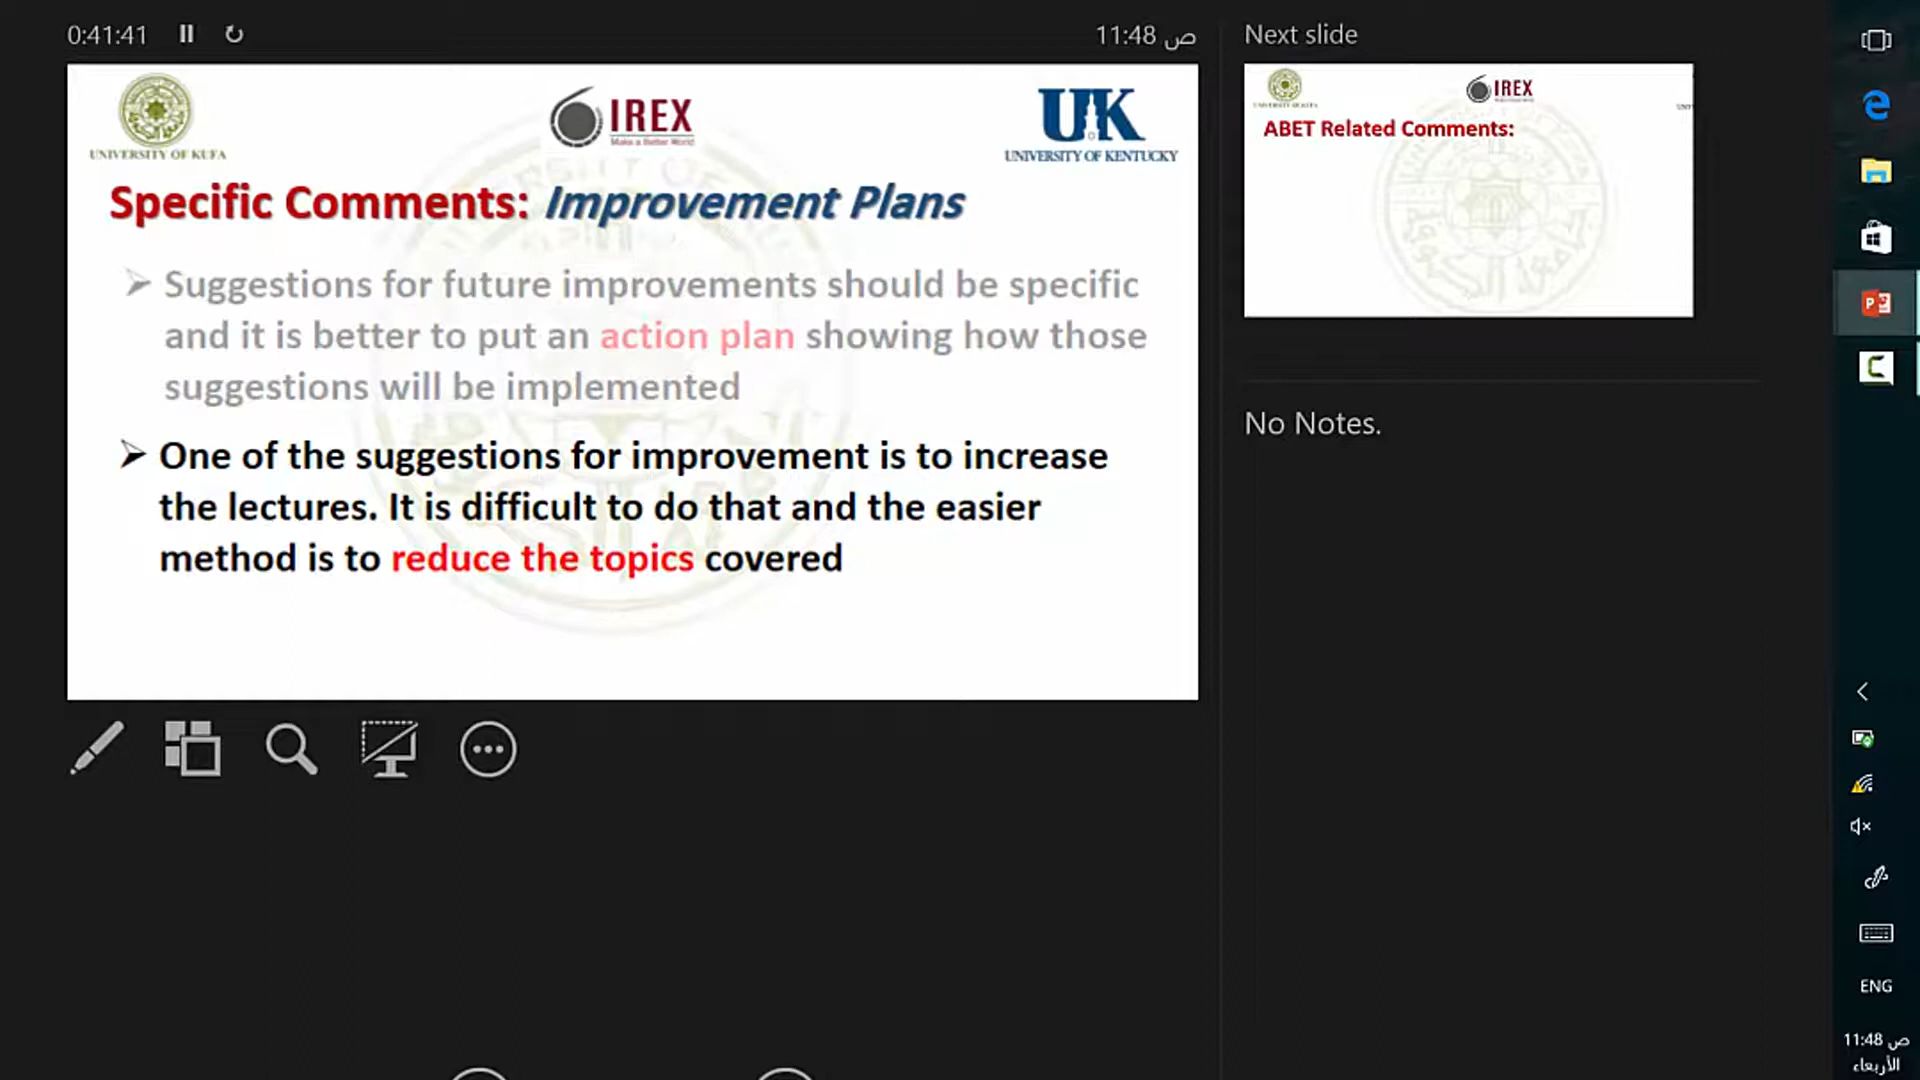 0:41:41
11:48 ص
Next slide
UNIVERSITY OF KUFA
IREX
Make a Better World
UK
UNIVERSITY OF KENTUCKY
Specific Comments: Improvement Plans
➢ Suggestions for future improvements should be specific
and it is better to put an action plan showing how those
suggestions will be implemented
➢ One of the suggestions for improvement is to increase
the lectures. It is difficult to do that and the easier
method is to reduce the topics covered
IREX
ABET Related Comments:
No Notes.
ENG
11:48 ص
الأربعاء